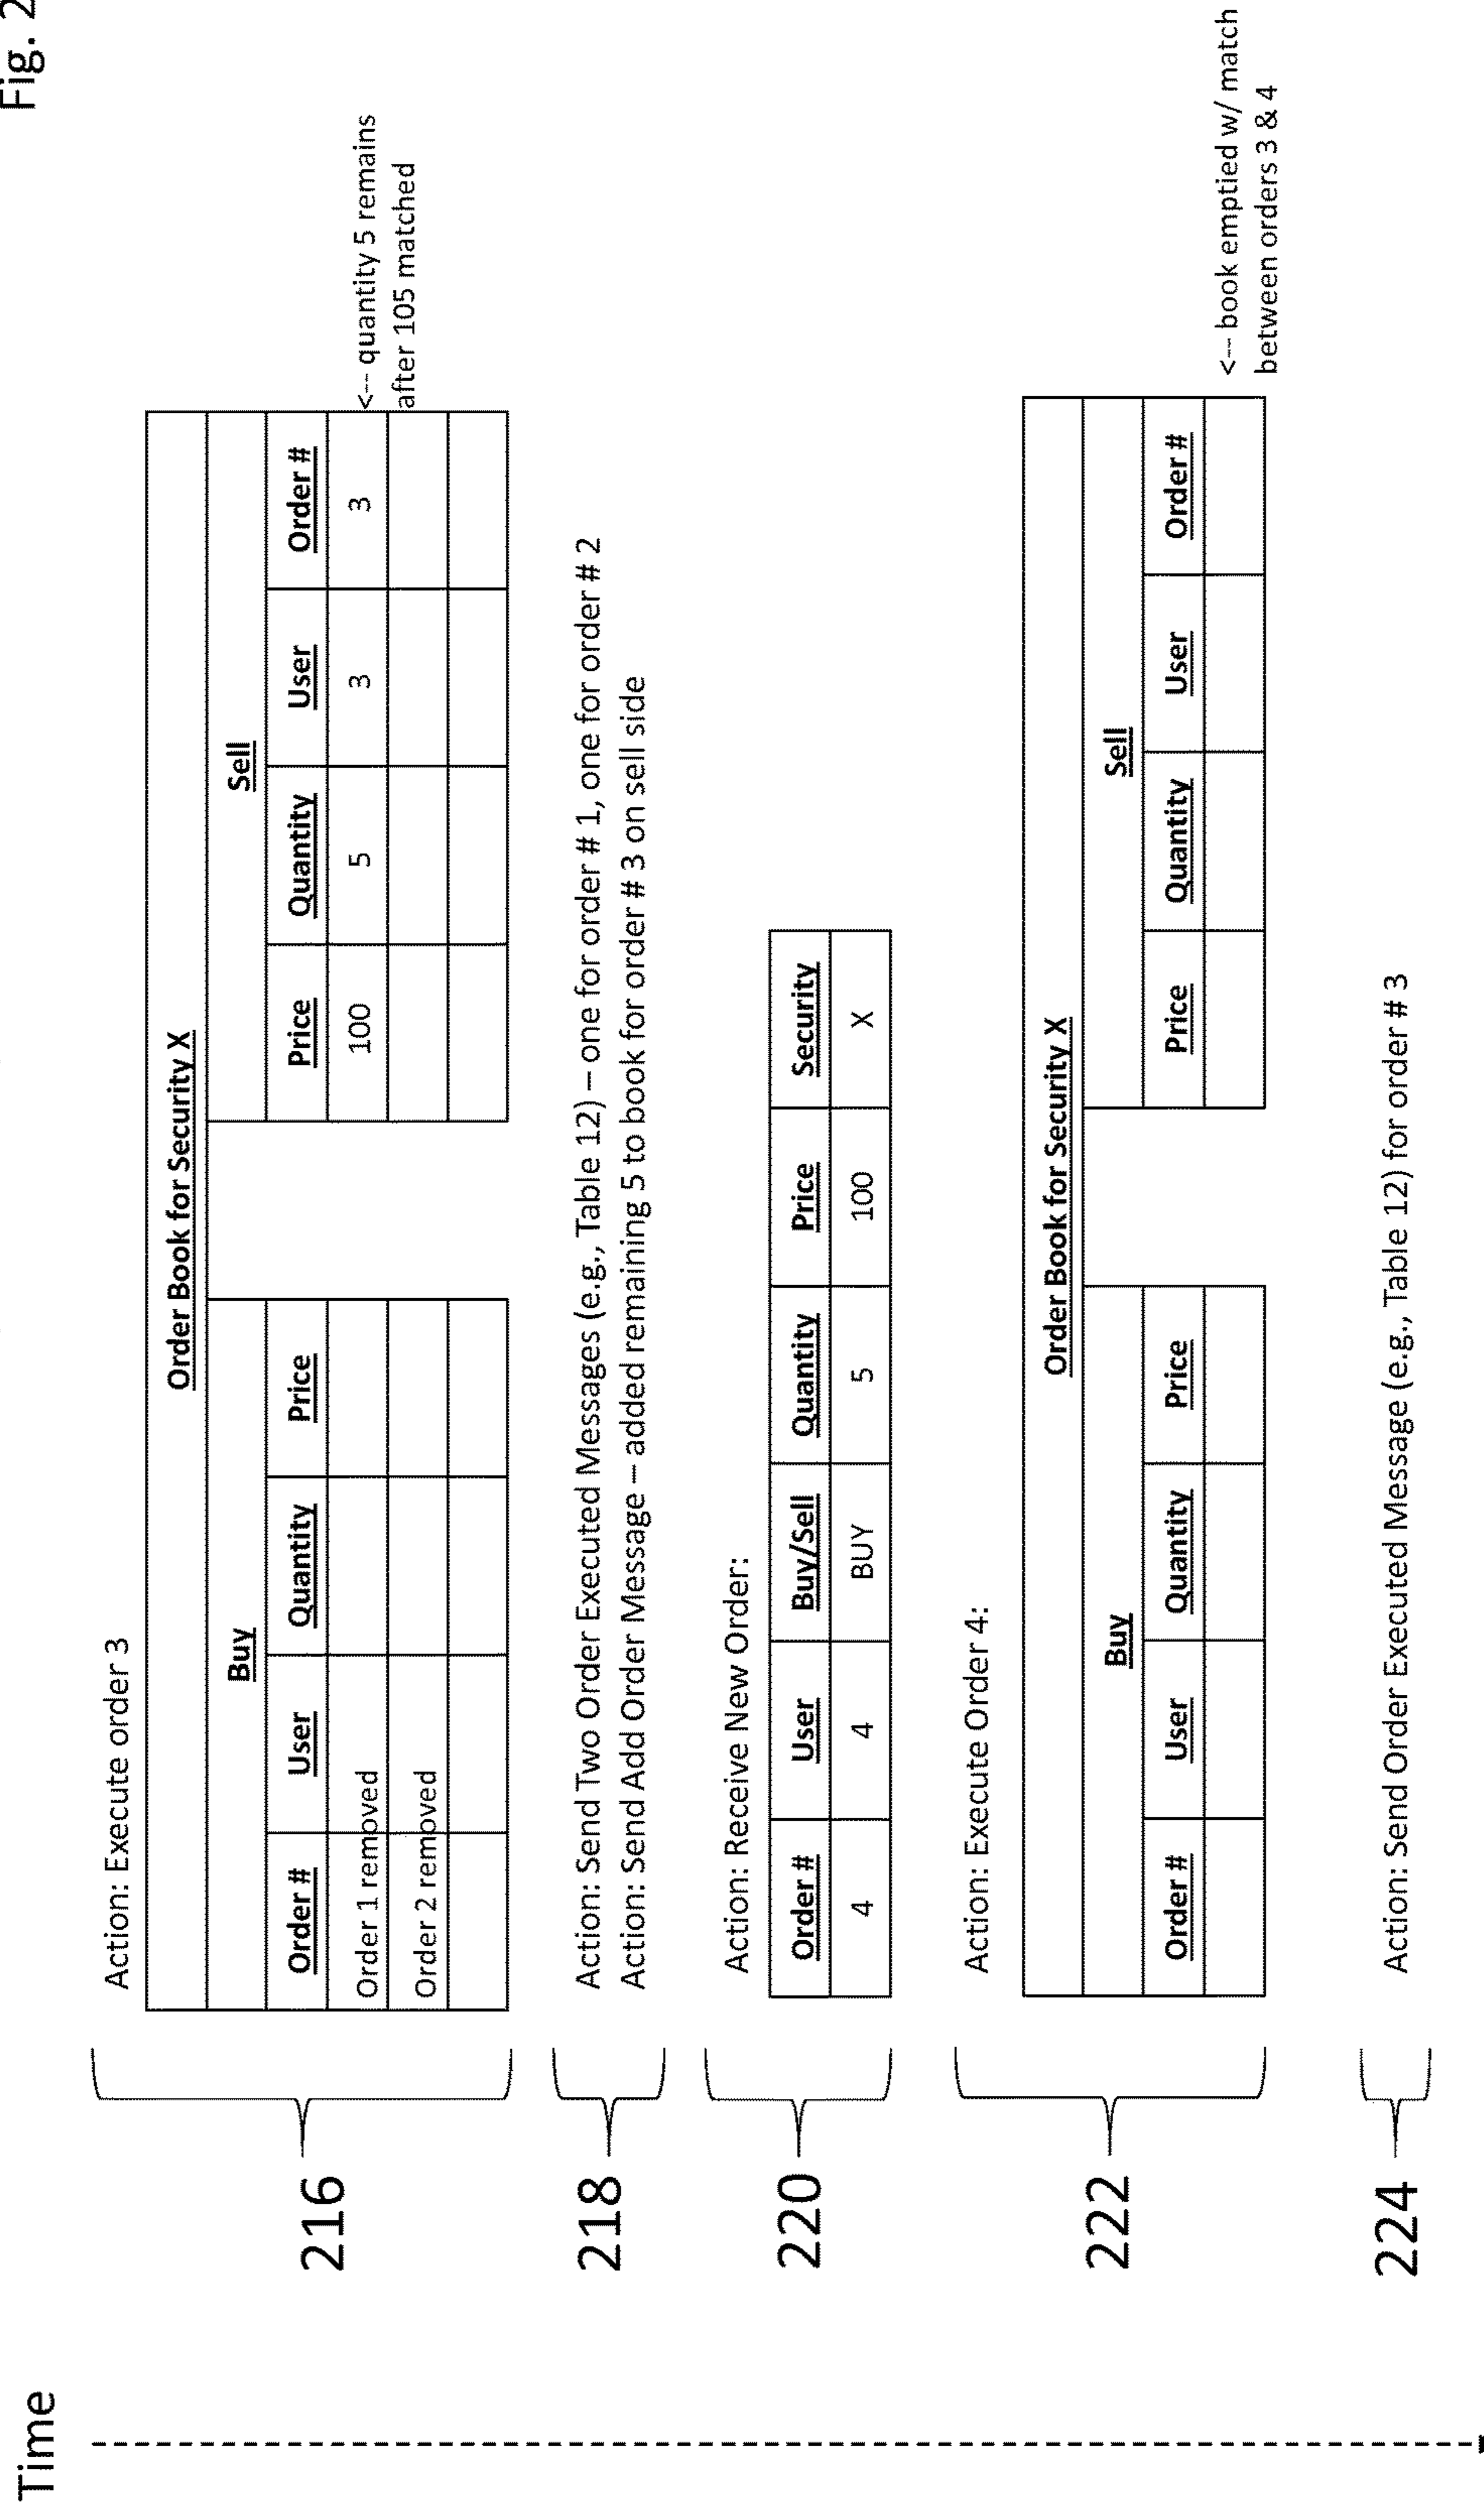 Fig. 2
Time
216
Action: Execute order 3
Order Book for Security X
Buy Sell
Order # User Quantity Price Price Quantity User Order #
Order 1 removed 100 5 3 3 <-- quantity 5 remains
Order 2 removed after 105 matched
218
Action: Send Two Order Executed Messages (e.g., Table 12) – one for order # 1, one for order # 2
Action: Send Add Order Message – added remaining 5 to book for order # 3 on sell side
220
Action: Receive New Order:
Order # User Buy/Sell Quantity Price Security
4 4 BUY 5 100 X
222
Action: Execute Order 4:
Order Book for Security X
Buy Sell
Order # User Quantity Price Price Quantity User Order #
<-- book emptied w/ match
between orders 3 & 4
224
Action: Send Order Executed Message (e.g., Table 12) for order # 3